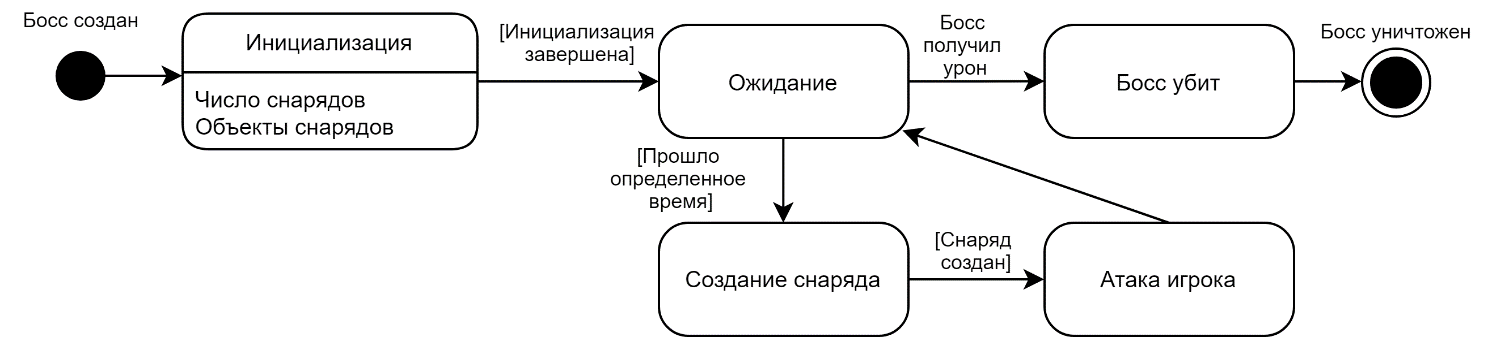 Босс создан
Инициализация
Число снарядов
Объекты снарядов
[Инициализация
завершена]
Ожидание
Босс
получил
урон
Босс убит
Босс уничтожен
[Прошло
определенное
время]
Создание снаряда
[Снаряд
создан]
Атака игрока